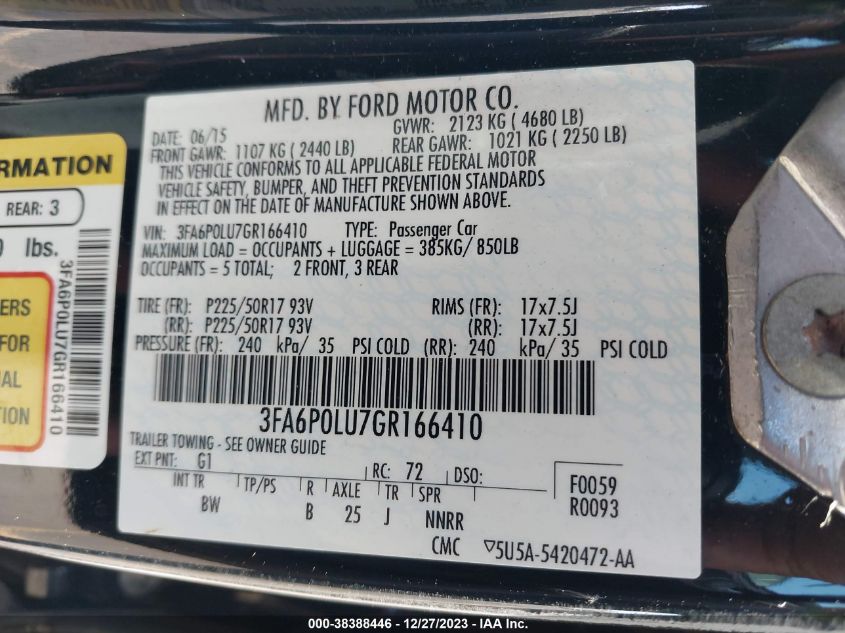 MFD. BY FORD MOTOR CO.
DATE: 06/15 GVWR: 2123 KG ( 4680 LB)
FRONT GAWR: 1107 KG ( 2440 LB) REAR GAWR: 1021 KG ( 2250 LB)
THIS VEHICLE CONFORMS TO ALL APPLICABLE FEDERAL MOTOR
VEHICLE SAFETY, BUMPER, AND THEFT PREVENTION STANDARDS
IN EFFECT ON THE DATE OF MANUFACTURE SHOWN ABOVE.
VIN: 3FA6P0LU7GR166410 TYPE: Passenger Car
MAXIMUM LOAD = OCCUPANTS + LUGGAGE = 385KG/ 850LB
OCCUPANTS = 5 TOTAL; 2 FRONT, 3 REAR
TIRE (FR): P225/50R17 93V RIMS (FR): 17x7.5J
(RR): P225/50R17 93V (RR): 17x7.5J
PRESSURE (FR): 240 kPa/ 35 PSI COLD (RR): 240 kPa/ 35 PSI COLD
3FA6P0LU7GR166410
TRAILER TOWING - SEE OWNER GUIDE
EXT PNT: G1 RC: 72 DSO: F0059
INT TR TP/PS R AXLE TR SPR R0093
BW B 25 J NNRR
CMC ▽5U5A-5420472-AA
RMATION
REAR: 3
0 lbs.
ERS
FOR
AL
S
3FA6P0LU7GR166410
000-38388446 - 12/27/2023 - IAA Inc.